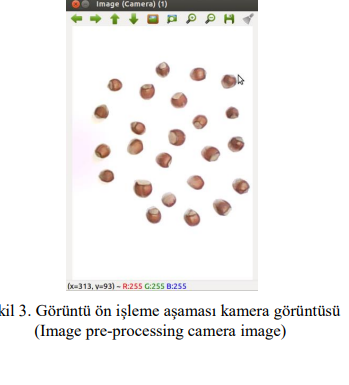 Image (Camera) (1)
(x=313, y=93) ~ R:255 G:255 B:255
kil 3. Görüntü ön işleme aşaması kamera görüntüsü
(Image pre-processing camera image)